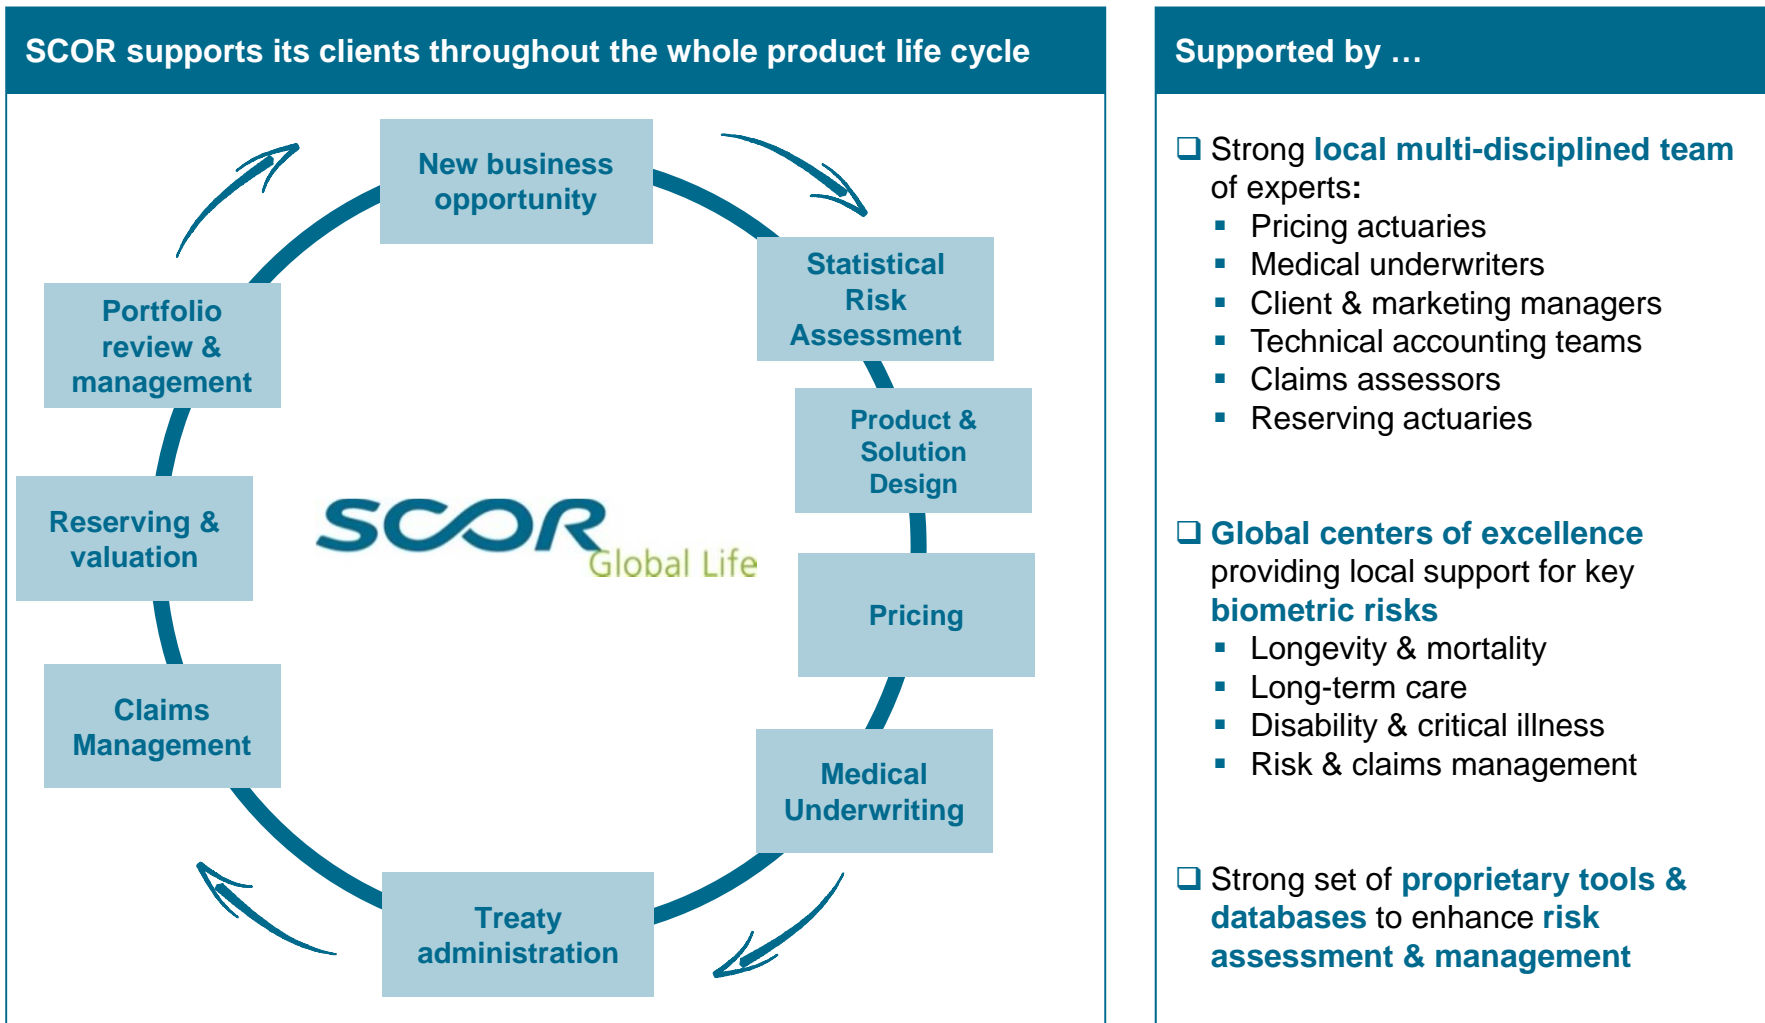 SCOR supports its clients throughout the whole product life cycle
New business
opportunity
Statistical
Risk
Assessment
Product &
Solution
Design
Pricing
Medical
Underwriting
Treaty
administration
Claims
Management
Reserving &
valuation
Portfolio
review &
management
SCOR
Global Life
Supported by …
Strong local multi-disciplined team
of experts:
Pricing actuaries
Medical underwriters
Client & marketing managers
Technical accounting teams
Claims assessors
Reserving actuaries
Global centers of excellence
providing local support for key
biometric risks
Longevity & mortality
Long-term care
Disability & critical illness
Risk & claims management
Strong set of proprietary tools &
databases to enhance risk
assessment & management